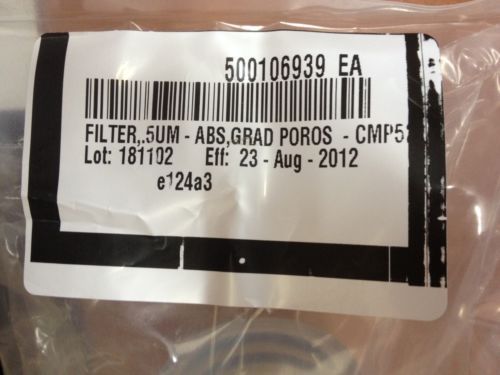 500106939 EA
FILTER,.5UM - ABS,GRAD POROS - CMP5
Lot: 181102 Eff: 23 - Aug - 2012
e124a3